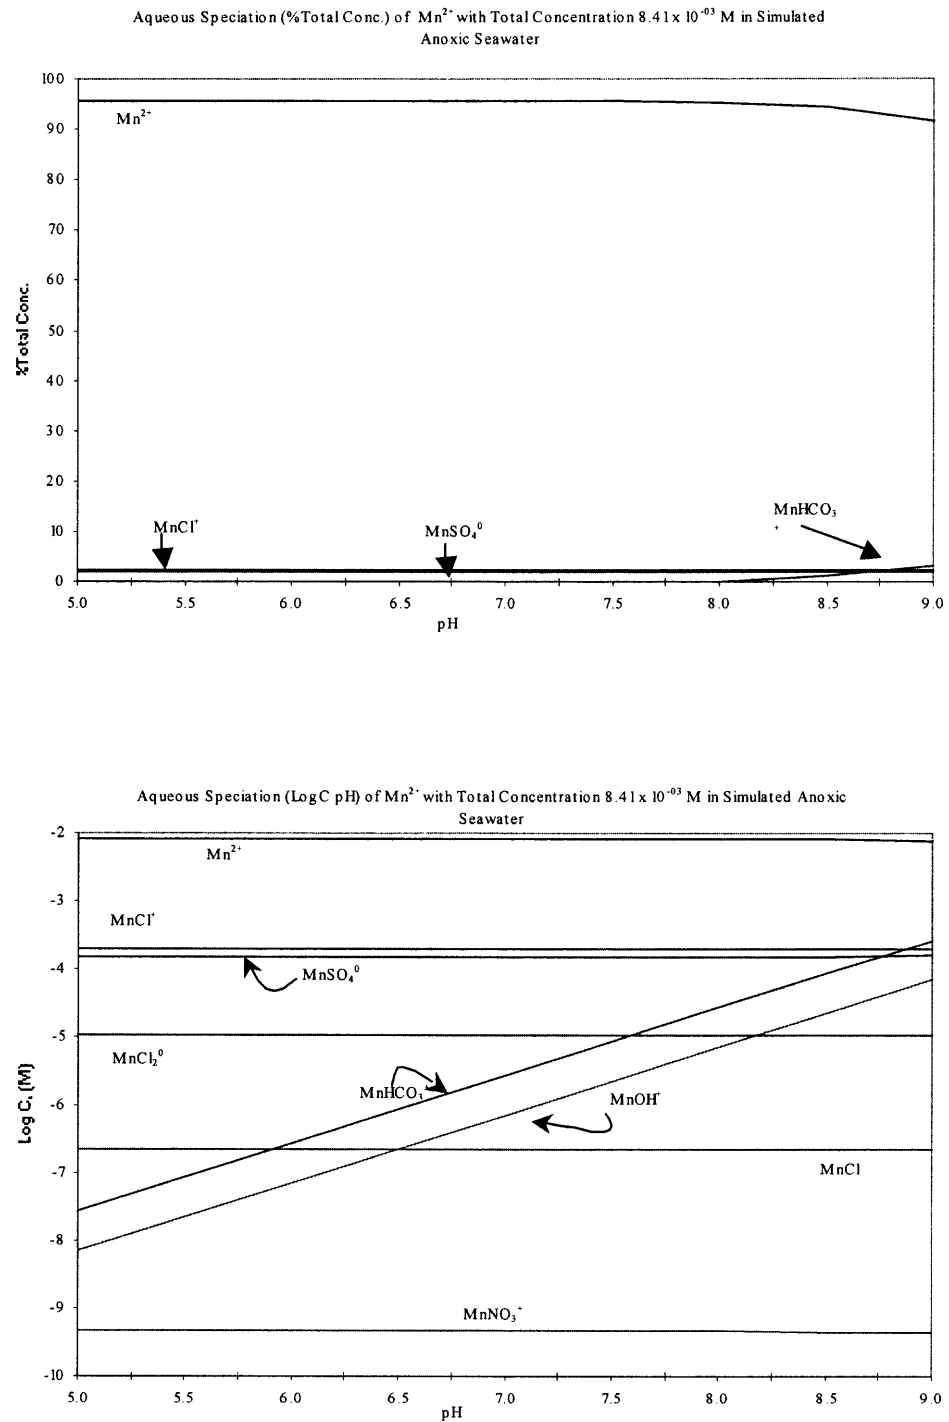 Aqueous Speciation (%Total Conc.) of Mn²⁺ with Total Concentration 8.41 x 10⁻⁰³ M in Simulated
Anoxic Seawater
100
90
80
70
60
50
40
30
20
10
0
%Total Conc.
Mn²⁺
MnCl⁺
MnSO₄⁰
MnHCO₃
+
5.0 5.5 6.0 6.5 7.0 7.5 8.0 8.5 9.0
pH
Aqueous Speciation (LogC pH) of Mn²⁺ with Total Concentration 8.41 x 10⁻⁰³ M in Simulated Anoxic
Seawater
-2
-3
-4
-5
-6
-7
-8
-9
-10
Log C, (M)
Mn²⁺
MnCl⁺
MnSO₄⁰
MnCl₂⁰
MnHCO₃⁺
MnOH⁺
MnCl
MnNO₃⁺
5.0 5.5 6.0 6.5 7.0 7.5 8.0 8.5 9.0
pH